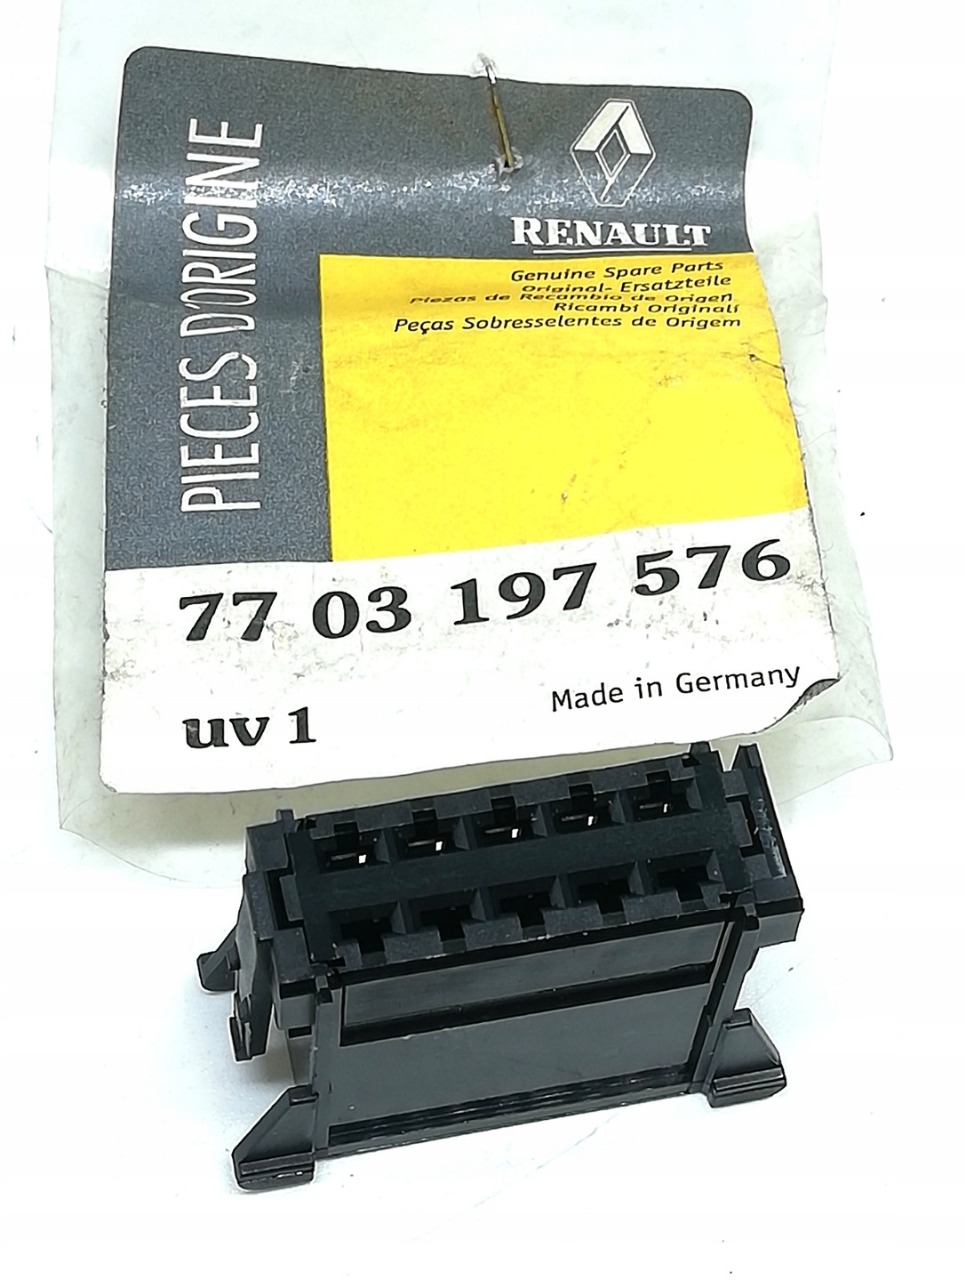 PIECES D'ORIGINE
RENAULT
Genuine Spare Parts
Original- Ersatzteile
Piezas de Recambio de Origen
Ricambi Originali
Peças Sobresselentes de Origem
77 03 197 576
uv 1
Made in Germany